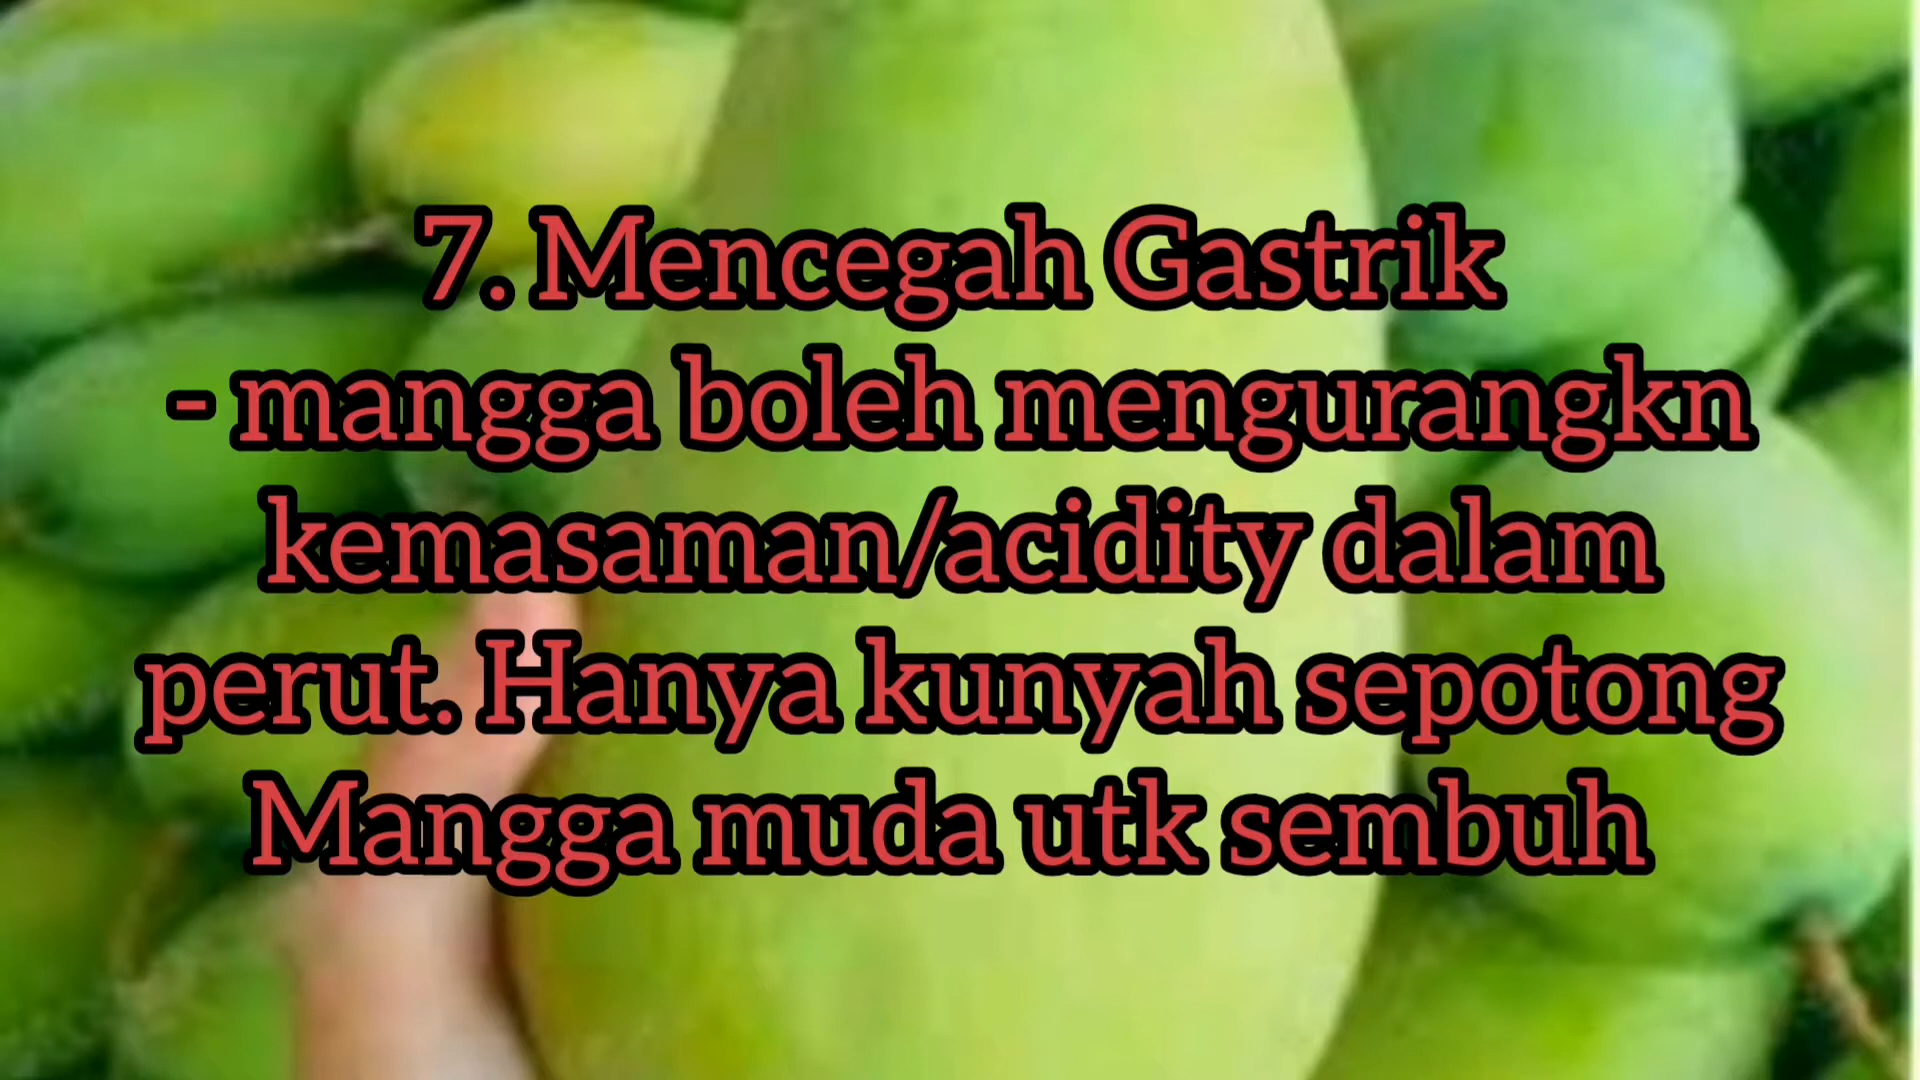 7. Mencegah Gastrik
- mangga boleh mengurangkn
kemasaman/acidity dalam
perut. Hanya kunyah sepotong
Mangga muda utk sembuh